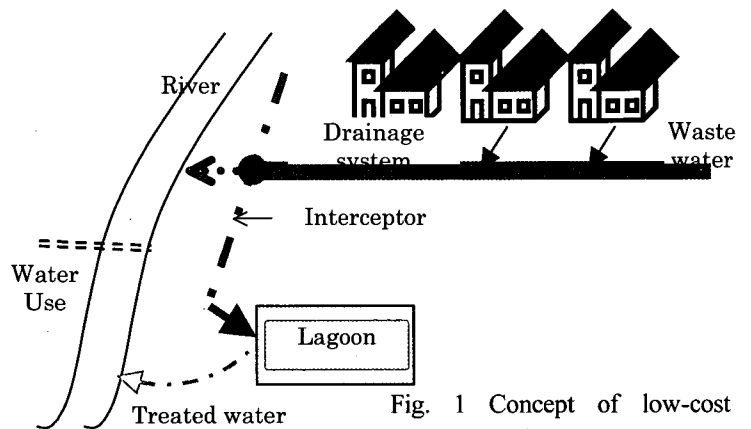 River
Drainage
system
Waste
water
Interceptor
Water
Use
Lagoon
Treated water
Fig. 1 Concept of low-cost